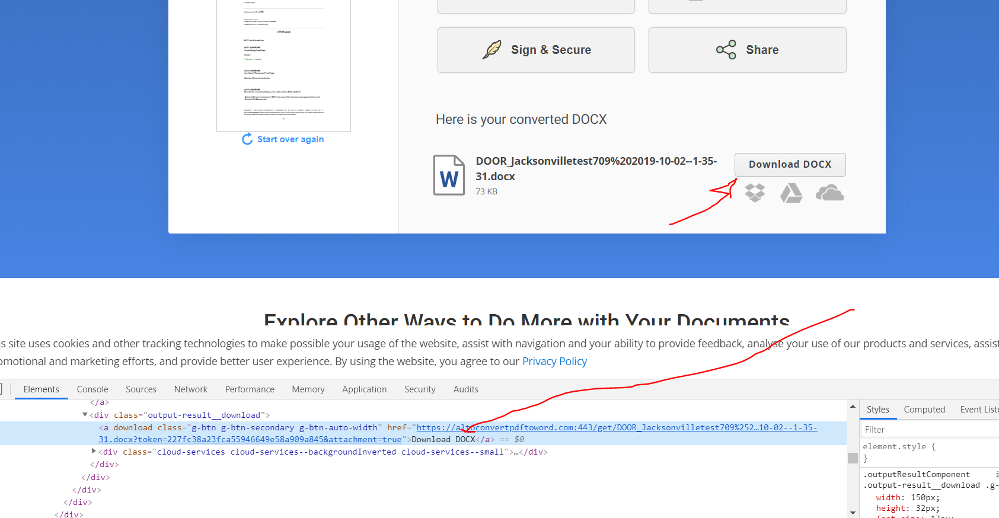 Sign & Secure
Share
Start over again
Here is your converted DOCX
DOOR_Jacksonvilletest709%202019-10-02--1-35-
31.docx
73 KB
Download DOCX
W
Explore Other Ways to Do More with Your Documents
is site uses cookies and other tracking technologies to make possible your usage of the website, assist with navigation and your ability to provide feedback, analyse your use of our products and services, assist
omotional and marketing efforts, and provide better user experience. By using the website, you agree to our Privacy Policy
Elements Console Sources Network Performance Memory Application Security Audits
</a>
<div class="output-result__download">
<a download class="g-btn g-btn-secondary g-btn-auto-width" href="https://altoconvertpdftoword.com:443/get/DOOR_Jacksonvilletest709%252…10-02--1-35-
31.docx?token=227fc38a23fca55946649e58a909a845&attachment=true">Download DOCX</a> == $0
<div class="cloud-services cloud-services--backgroundInverted cloud-services--small">…</div>
</div>
</div>
</div>
</div>
</div>
Styles Computed Event Liste
Filter
element.style {
}
.outputResultComponent
.output-result__download .g-
width: 150px;
height: 32px;